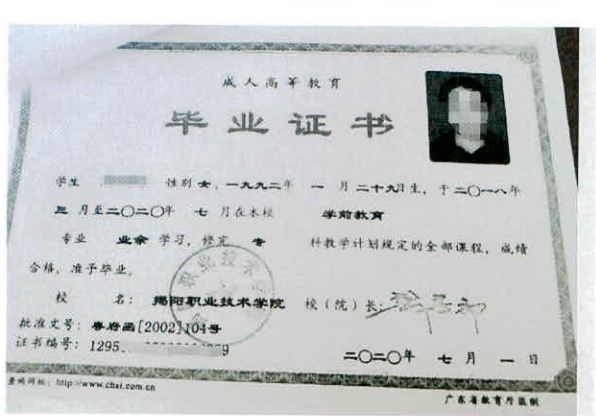 成人高等教育
毕业证书
学生 性别 女，一九九二年 一 月 二十九日生，于二〇一八年
三 月至二〇二〇年 七 月在本校 学前教育
专业 业余 学习，修完 专 科教学计划规定的全部课程，成绩
合格，准予毕业。
校 名： 揭阳职业技术学院 校（院）长：
批准文号：粤府函[2002]104号
证书编号：1295 9
二〇二〇年 七 月 一 日
查询网址：http://www.chsi.com.cn
广东省教育厅监制